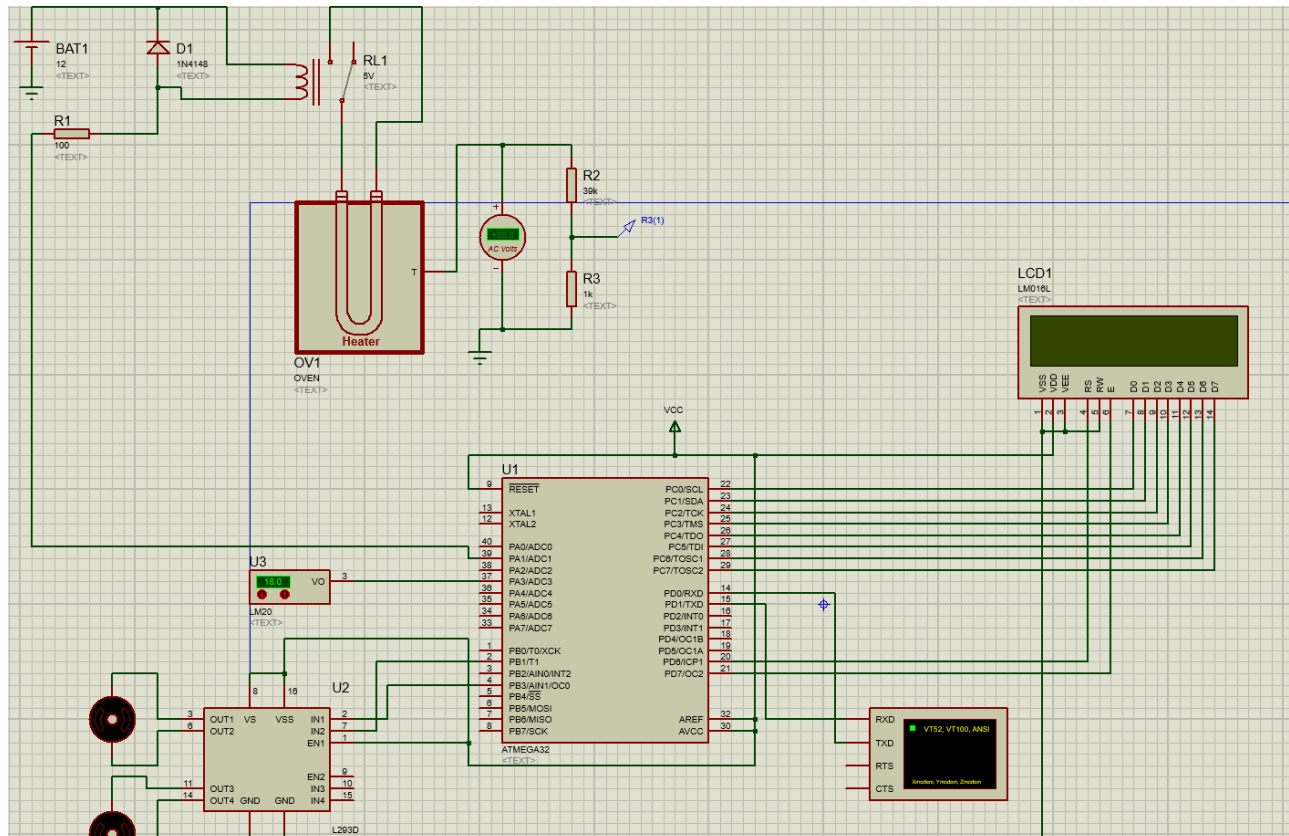 BAT1
12
<TEXT>
D1
1N4148
<TEXT>
RL1
5V
<TEXT>
R1
100
<TEXT>
R2
39k
<TEXT>
R3(1)
+
AC Volts
R3
1k
<TEXT>
T
Heater
OV1
OVEN
<TEXT>
LCD1
LM016L
<TEXT>
VSS VDD VEE RS RW E D0 D1 D2 D3 D4 D5 D6 D7
1 2 3 4 5 6 7 8 9 10 11 12 13 14
VCC
U1
9 RESET PC0/SCL 22
PC1/SDA 23
13 XTAL1 PC2/TCK 24
12 XTAL2 PC3/TMS 25
PC4/TDO 26
40 PA0/ADC0 PC5/TDI 27
39 PA1/ADC1 PC6/TOSC1 28
38 PA2/ADC2 PC7/TOSC2 29
37 PA3/ADC3
36 PA4/ADC4 PD0/RXD 14
35 PA5/ADC5 PD1/TXD 15
34 PA6/ADC6 PD2/INT0 16
33 PA7/ADC7 PD3/INT1 17
PD4/OC1B 18
1 PB0/T0/XCK PD5/OC1A 19
2 PB1/T1 PD6/ICP1 20
3 PB2/AIN0/INT2 PD7/OC2 21
4 PB3/AIN1/OC0
5 PB4/SS
6 PB5/MOSI
7 PB6/MISO AREF 32
8 PB7/SCK AVCC 30
ATMEGA32
<TEXT>
U3
18.0
VO 3
LM20
<TEXT>
U2
8 16
3 OUT1 VS VSS IN1 2
6 OUT2 IN2 7
EN1 1
EN2 9
11 OUT3 IN3 10
14 OUT4 GND GND IN4 15
L293D
RXD
TXD
RTS
CTS
VT52, VT100, ANSI
Xmodem, Ymodem, Zmodem